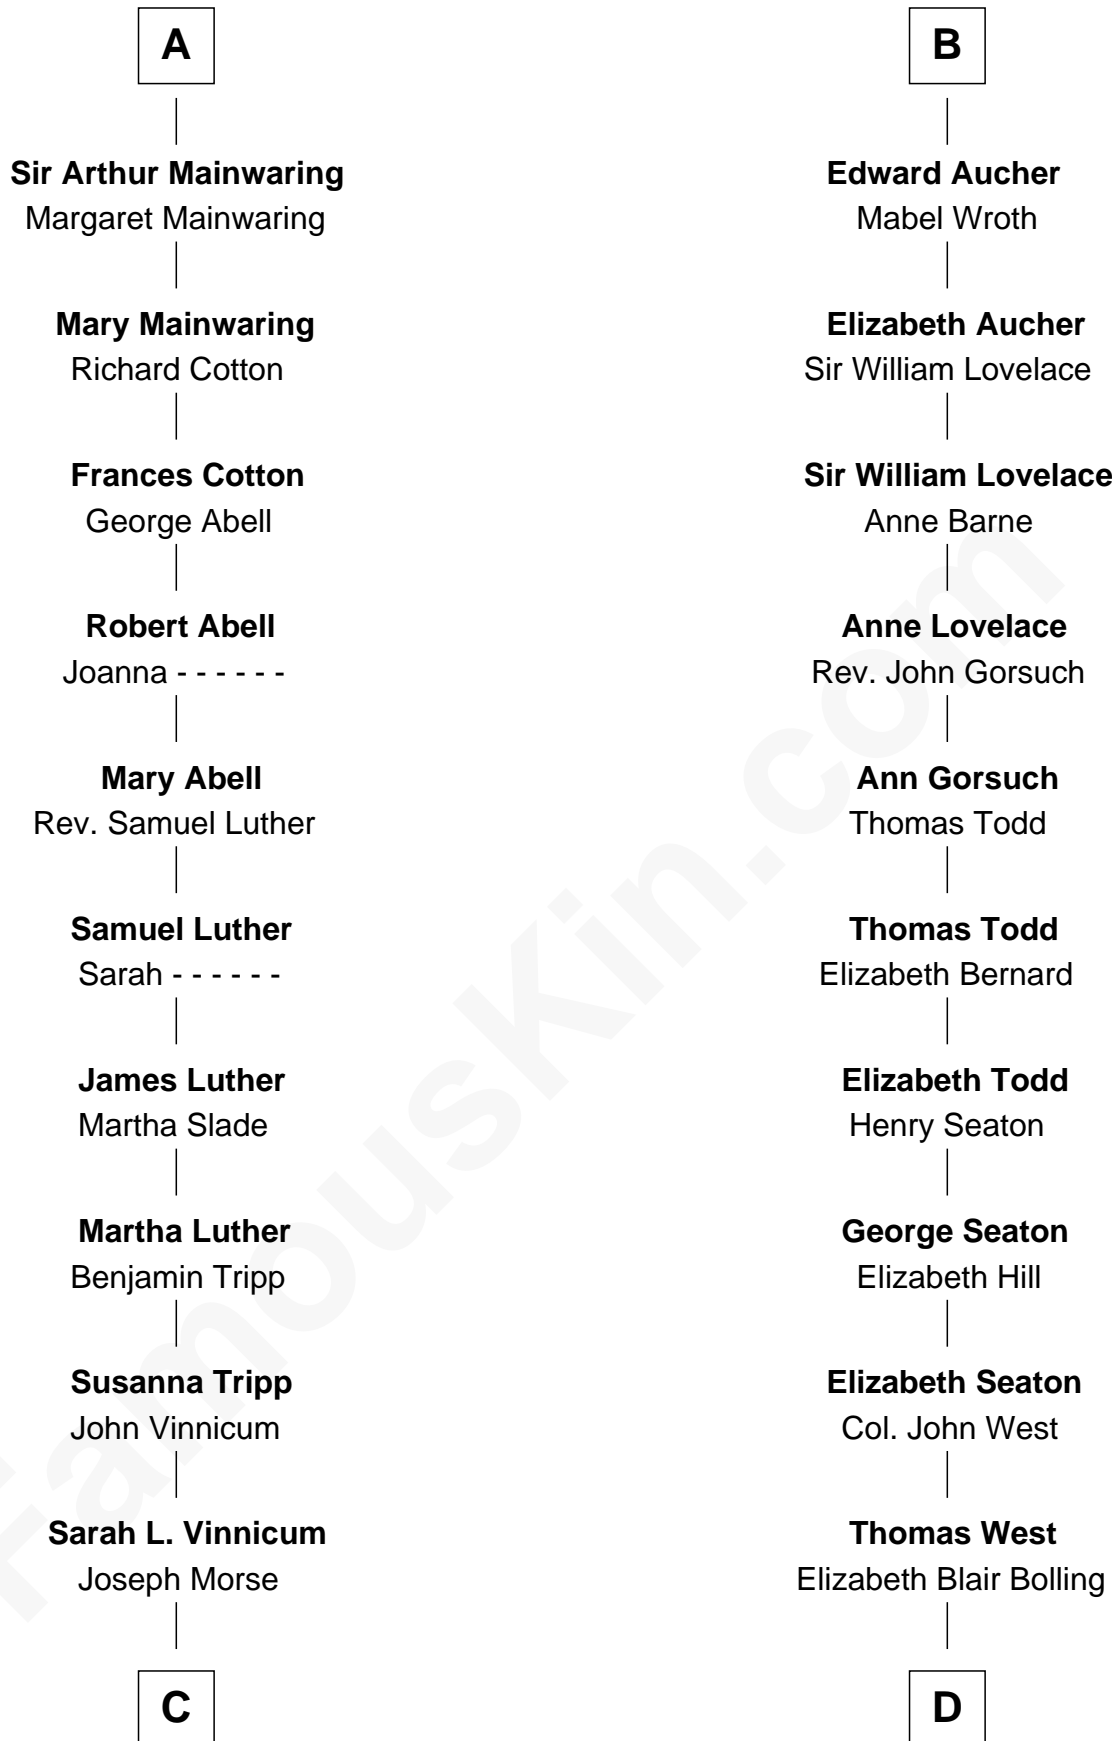 A
Sir Arthur Mainwaring
Margaret Mainwaring
Mary Mainwaring
Richard Cotton
Frances Cotton
George Abell
Robert Abell
Joanna - - - - - -
Mary Abell
Rev. Samuel Luther
Samuel Luther
Sarah - - - - - -
James Luther
Martha Slade
Martha Luther
Benjamin Tripp
Susanna Tripp
John Vinnicum
Sarah L. Vinnicum
Joseph Morse
C
B
Edward Aucher
Mabel Wroth
Elizabeth Aucher
Sir William Lovelace
Sir William Lovelace
Anne Barne
Anne Lovelace
Rev. John Gorsuch
Ann Gorsuch
Thomas Todd
Thomas Todd
Elizabeth Bernard
Elizabeth Todd
Henry Seaton
George Seaton
Elizabeth Hill
Elizabeth Seaton
Col. John West
Thomas West
Elizabeth Blair Bolling
D
FamousKin.com